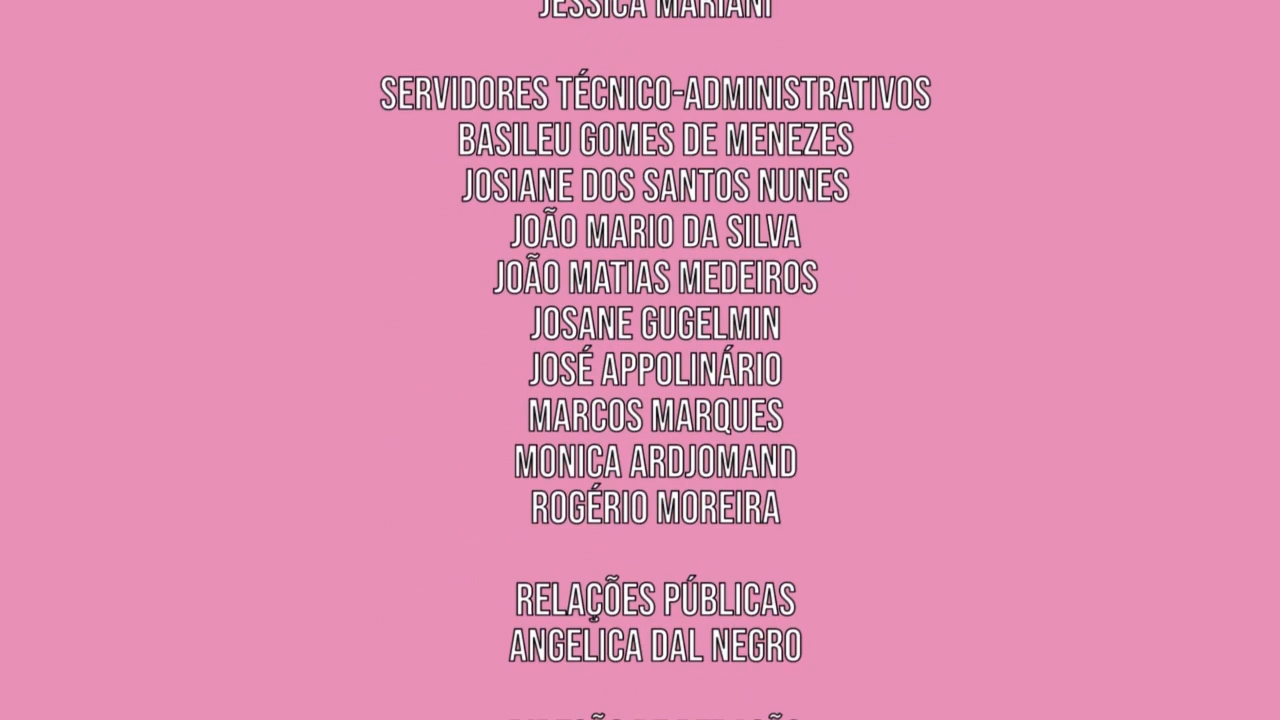 JESSICA MARIANI
SERVIDORES TÉCNICO-ADMINISTRATIVOS
BASILEU GOMES DE MENEZES
JOSIANE DOS SANTOS NUNES
JOÃO MARIO DA SILVA
JOÃO MATIAS MEDEIROS
JOSANE GUGELMIN
JOSÉ APPOLINÁRIO
MARCOS MARQUES
MONICA ARDJOMAND
ROGÉRIO MOREIRA
RELAÇÕES PÚBLICAS
ANGELICA DAL NEGRO